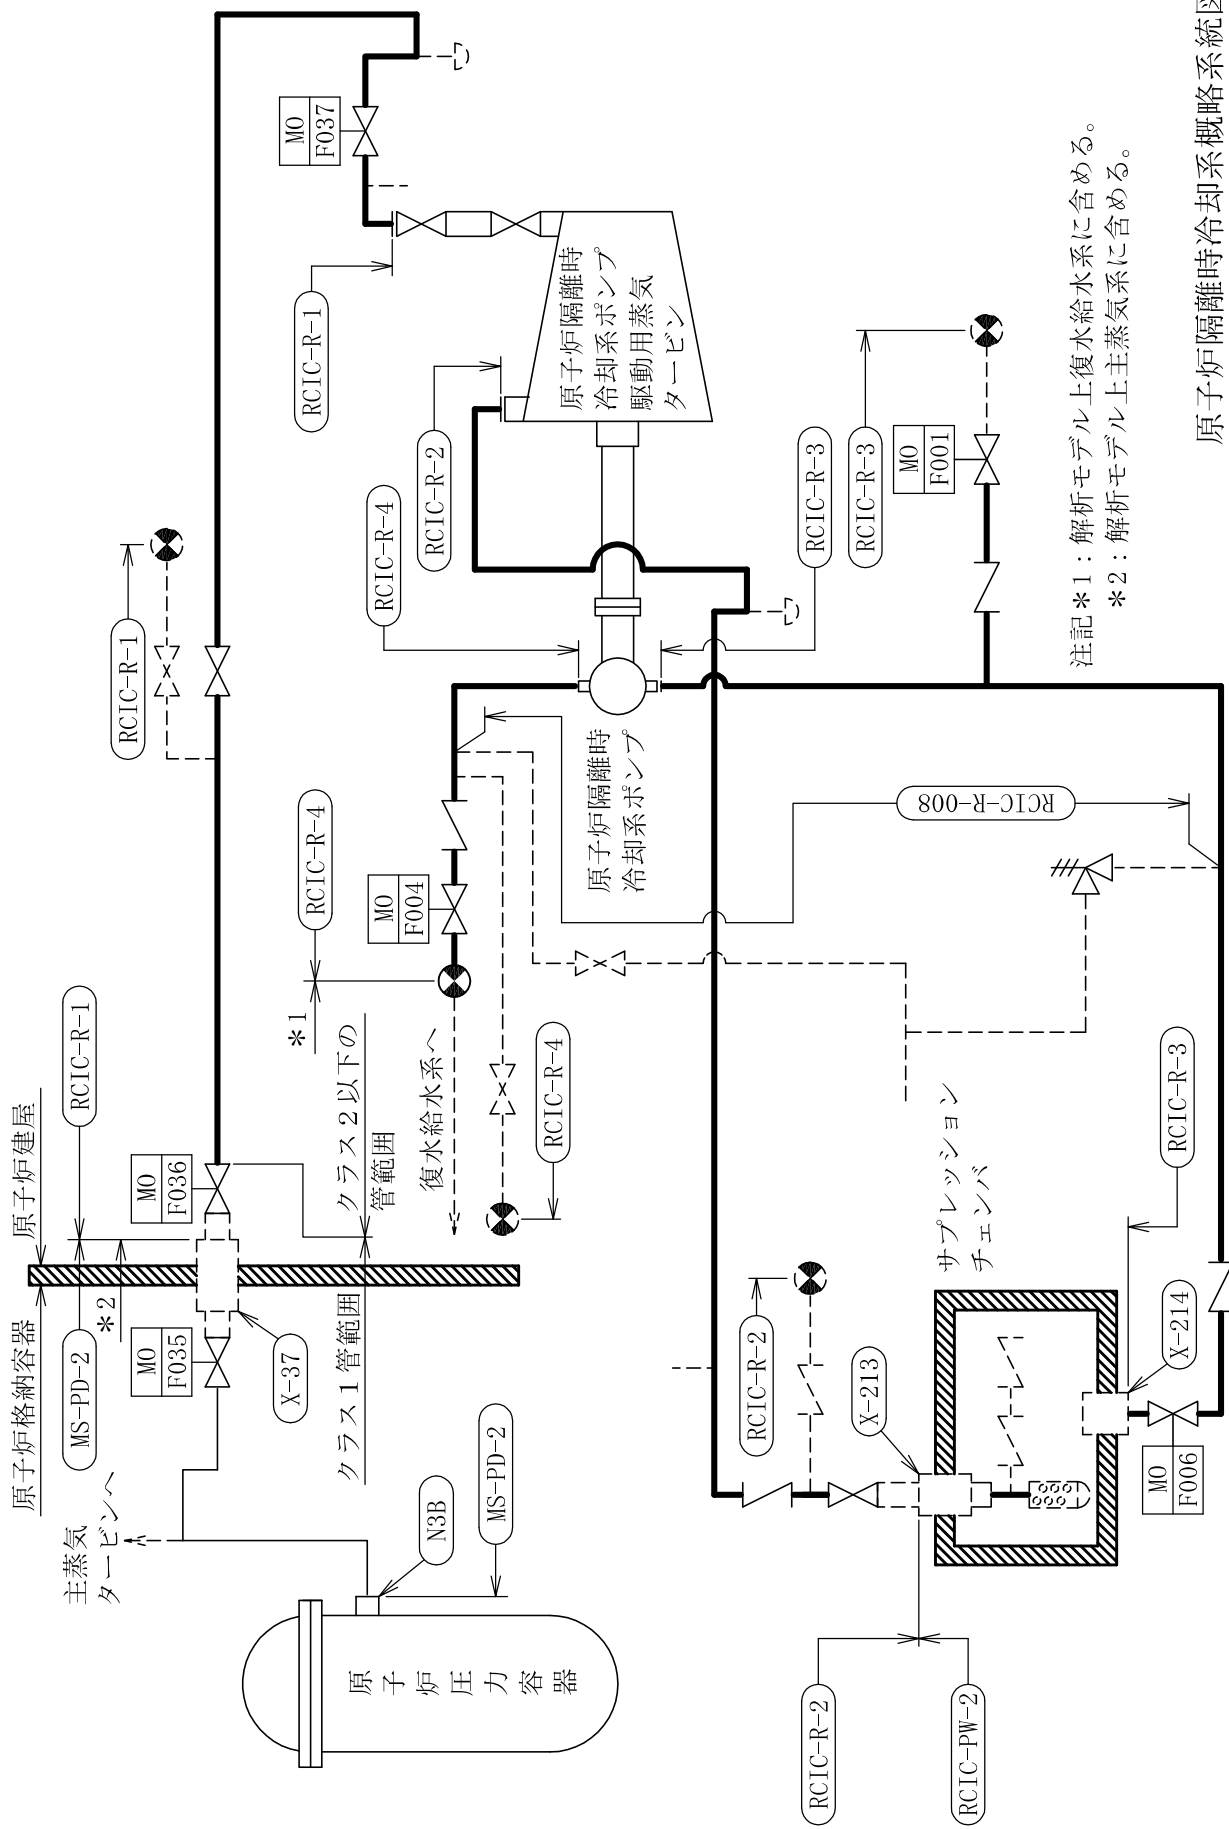 原子炉格納容器
原子炉建屋
MS-PD-2
RCIC-R-1
*2
主蒸気
タービンへ
MO
F035
MO
F036
X-37
クラス1管範囲
クラス2以下の
管範囲
N3B
MS-PD-2
原子炉圧力容器
RCIC-R-1
MO
F037
RCIC-R-1
*1
RCIC-R-4
MO
F004
復水給水系へ
RCIC-R-4
RCIC-R-4
RCIC-R-2
原子炉隔離時
冷却系ポンプ
駆動用蒸気
タービン
原子炉隔離時
冷却系ポンプ
RCIC-R-3
RCIC-R-3
MO
F001
RCIC-R-008
RCIC-R-2
X-213
サプレッション
チェンバ
RCIC-R-3
X-214
MO
F006
RCIC-R-2
RCIC-PW-2
注記*1：解析モデル上復水給水系に含める。
*2：解析モデル上主蒸気系に含める。
原子炉隔離時冷却系概略系統図